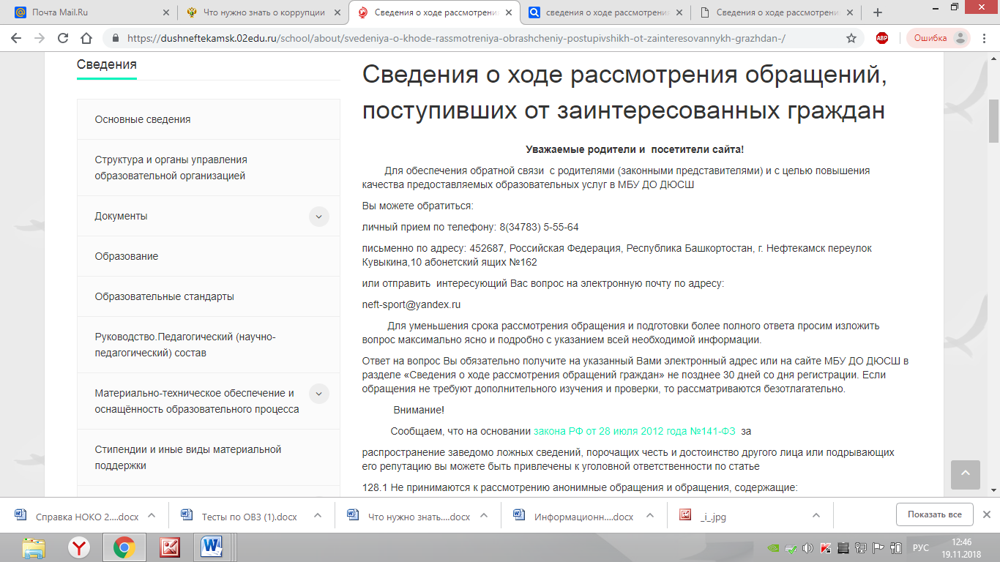 Почта Mail.Ru
Что нужно знать о коррупции
Сведения о ходе рассмотрени
сведения о ходе рассмотрени
Сведения о ходе рассмотрени
https://dushneftekamsk.02edu.ru/school/about/svedeniya-o-khode-rassmotreniya-obrashcheniy-postupivshikh-ot-zainteresovannykh-grazhdan-/
ABP
Ошибка
Сведения
Основные сведения
Структура и органы управления
образовательной организацией
Документы
Образование
Образовательные стандарты
Руководство.Педагогический (научно-
педагогический) состав
Материально-техническое обеспечение и
оснащённость образовательного процесса
Стипендии и иные виды материальной
поддержки
Сведения о ходе рассмотрения обращений,
поступивших от заинтересованных граждан
Уважаемые родители и посетители сайта!
Для обеспечения обратной связи с родителями (законными представителями) и с целью повышения
качества предоставляемых образовательных услуг в МБУ ДО ДЮСШ
Вы можете обратиться:
личный прием по телефону: 8(34783) 5-55-64
письменно по адресу: 452687, Российская Федерация, Республика Башкортостан, г. Нефтекамск переулок
Кувыкина,10 абонетский ящих №162
или отправить интересующий Вас вопрос на электронную почту по адресу:
neft-sport@yandex.ru
Для уменьшения срока рассмотрения обращения и подготовки более полного ответа просим изложить
вопрос максимально ясно и подробно с указанием всей необходимой информации.
Ответ на вопрос Вы обязательно получите на указанный Вами электронный адрес или на сайте МБУ ДО ДЮСШ в
разделе «Сведения о ходе рассмотрения обращений граждан» не позднее 30 дней со дня регистрации. Если
обращения не требуют дополнительного изучения и проверки, то рассматриваются безотлагательно.
Внимание!
Сообщаем, что на основании закона РФ от 28 июля 2012 года №141-ФЗ за
распространение заведомо ложных сведений, порочащих честь и достоинство другого лица или подрывающих
его репутацию вы можете быть привлечены к уголовной ответственности по статье
128.1 Не принимаются к рассмотрению анонимные обращения и обращения, содержащие:
Справка НОКО 2....docx
Тесты по ОВЗ (1).docx
Что нужно знать....docx
Информационн....docx
_i_.jpg
Показать все
РУС
12:46
19.11.2018